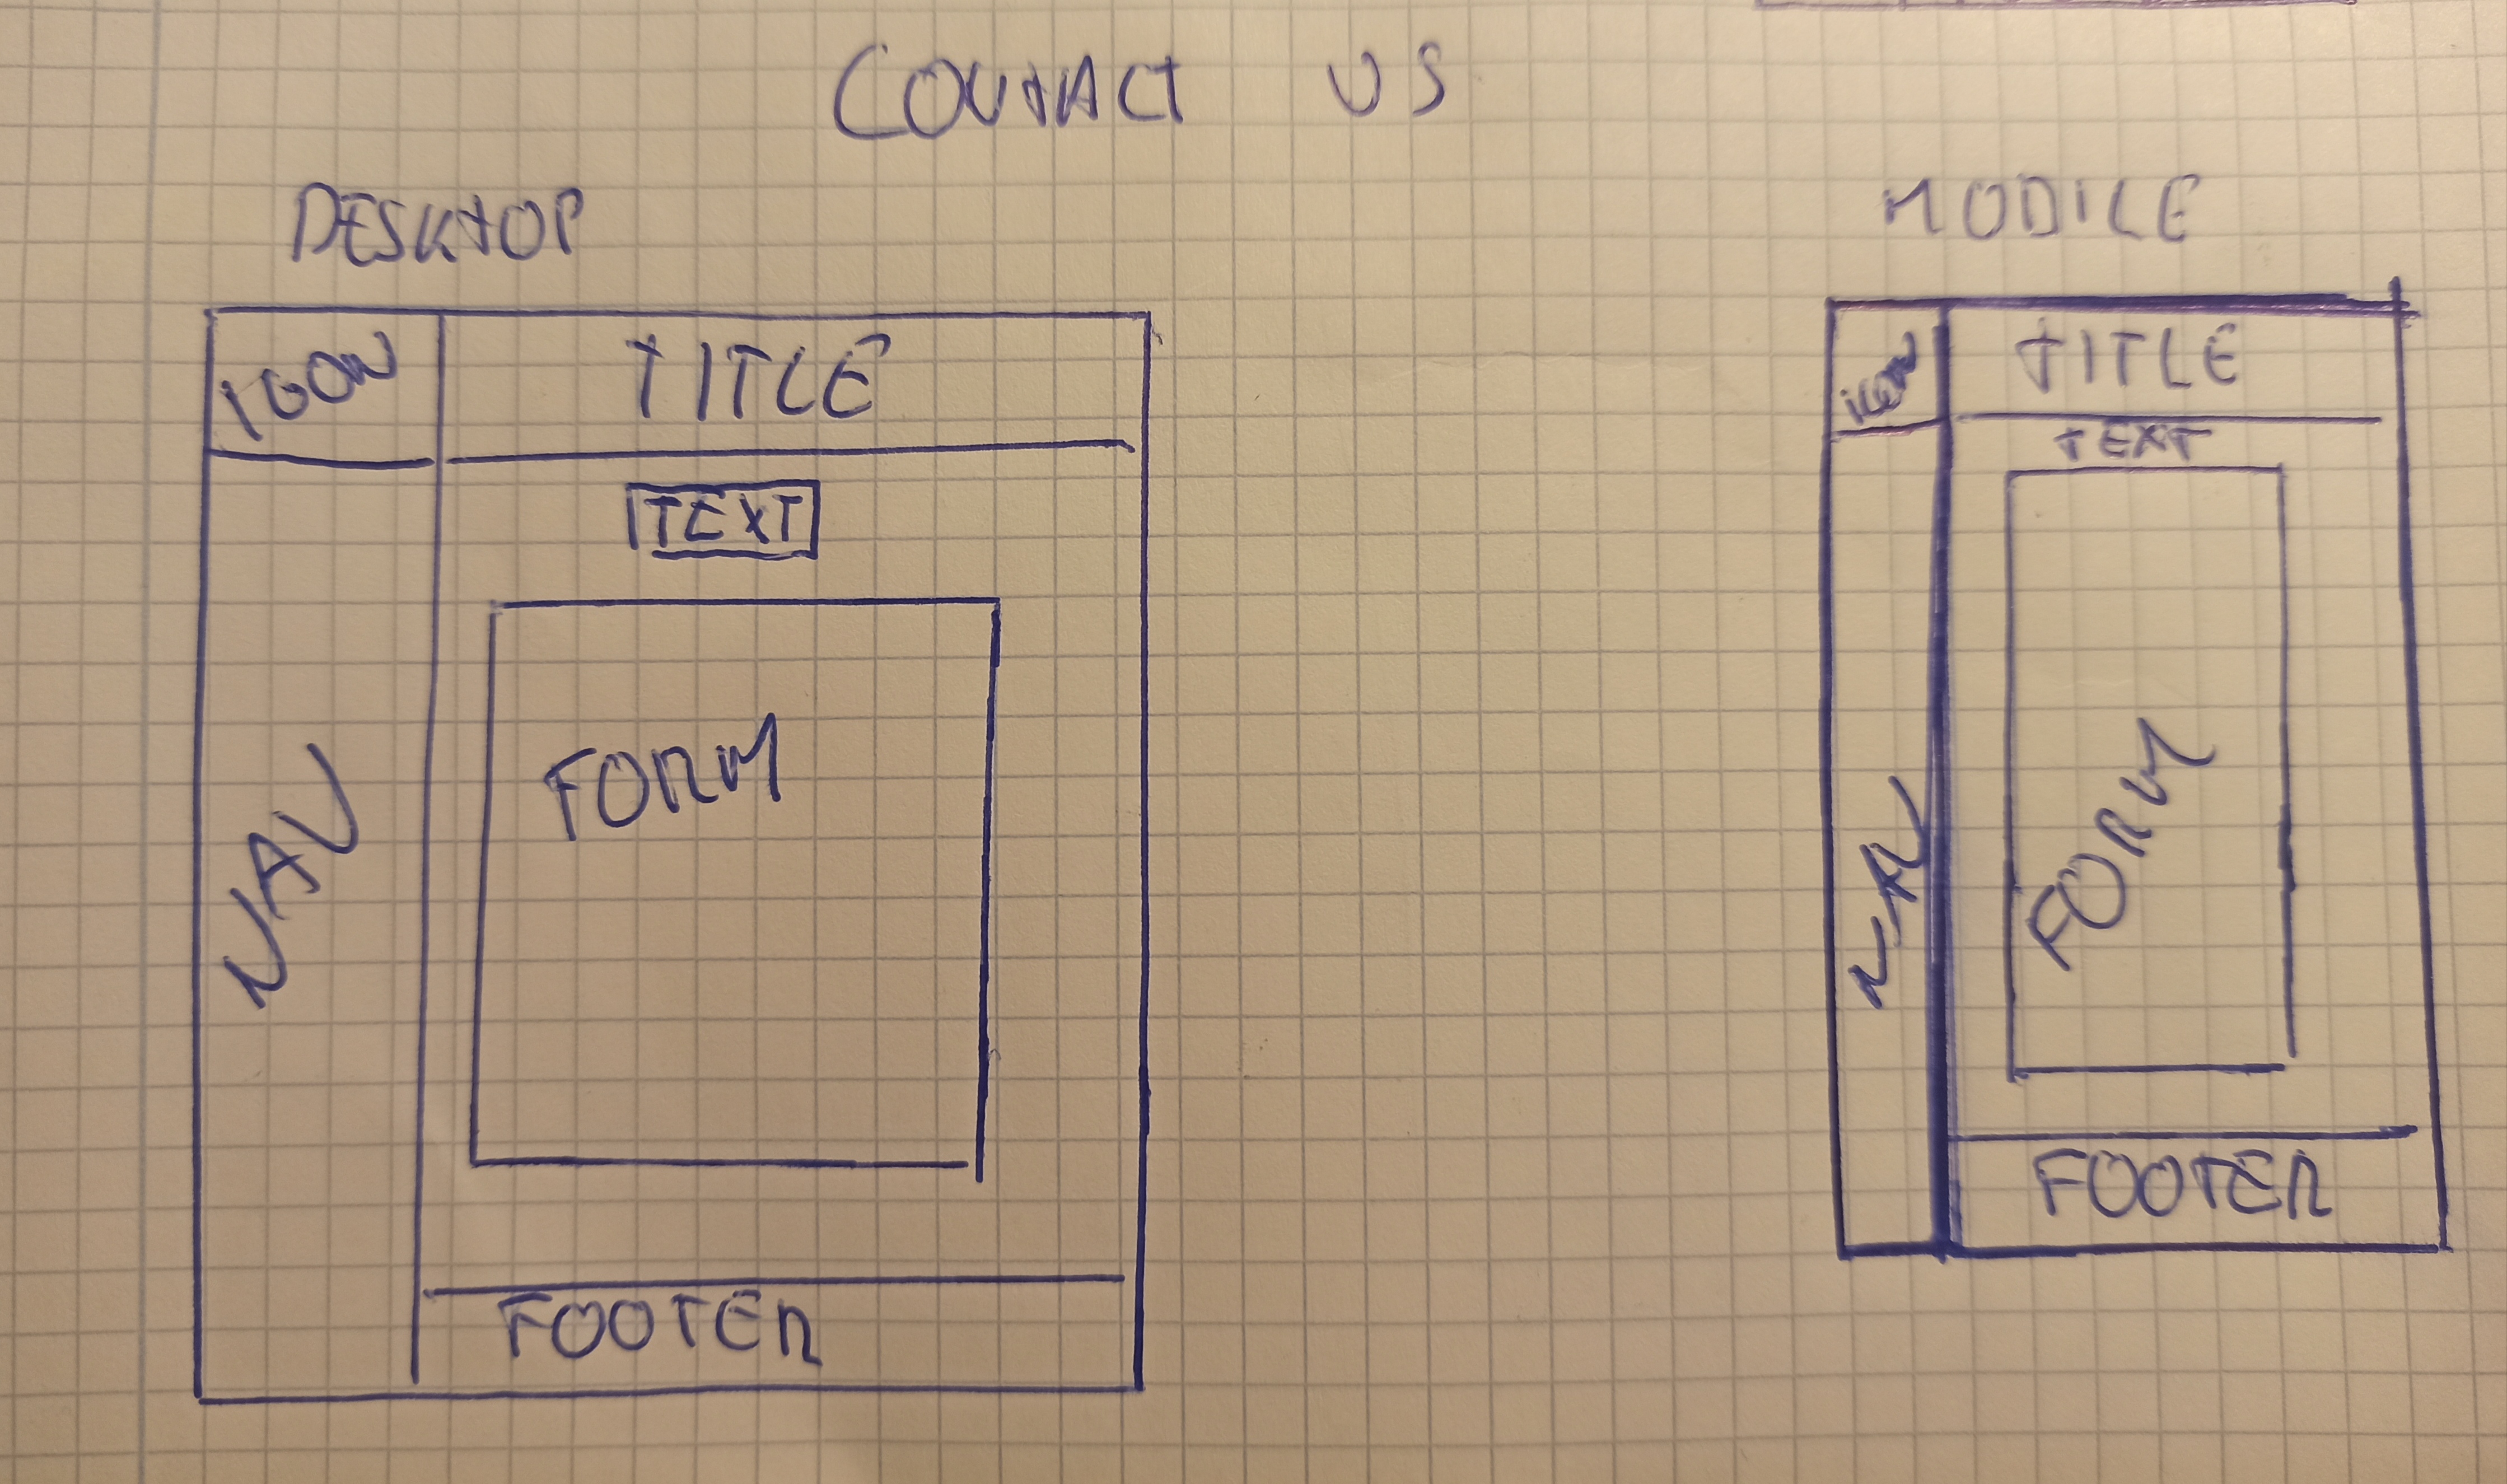 CONTACT US
DESKTOP
ICON
TITLE
TEXT
FORM
NAV
FOOTER
MOBILE
icon
TITLE
TEXT
FORM
NAV
FOOTER